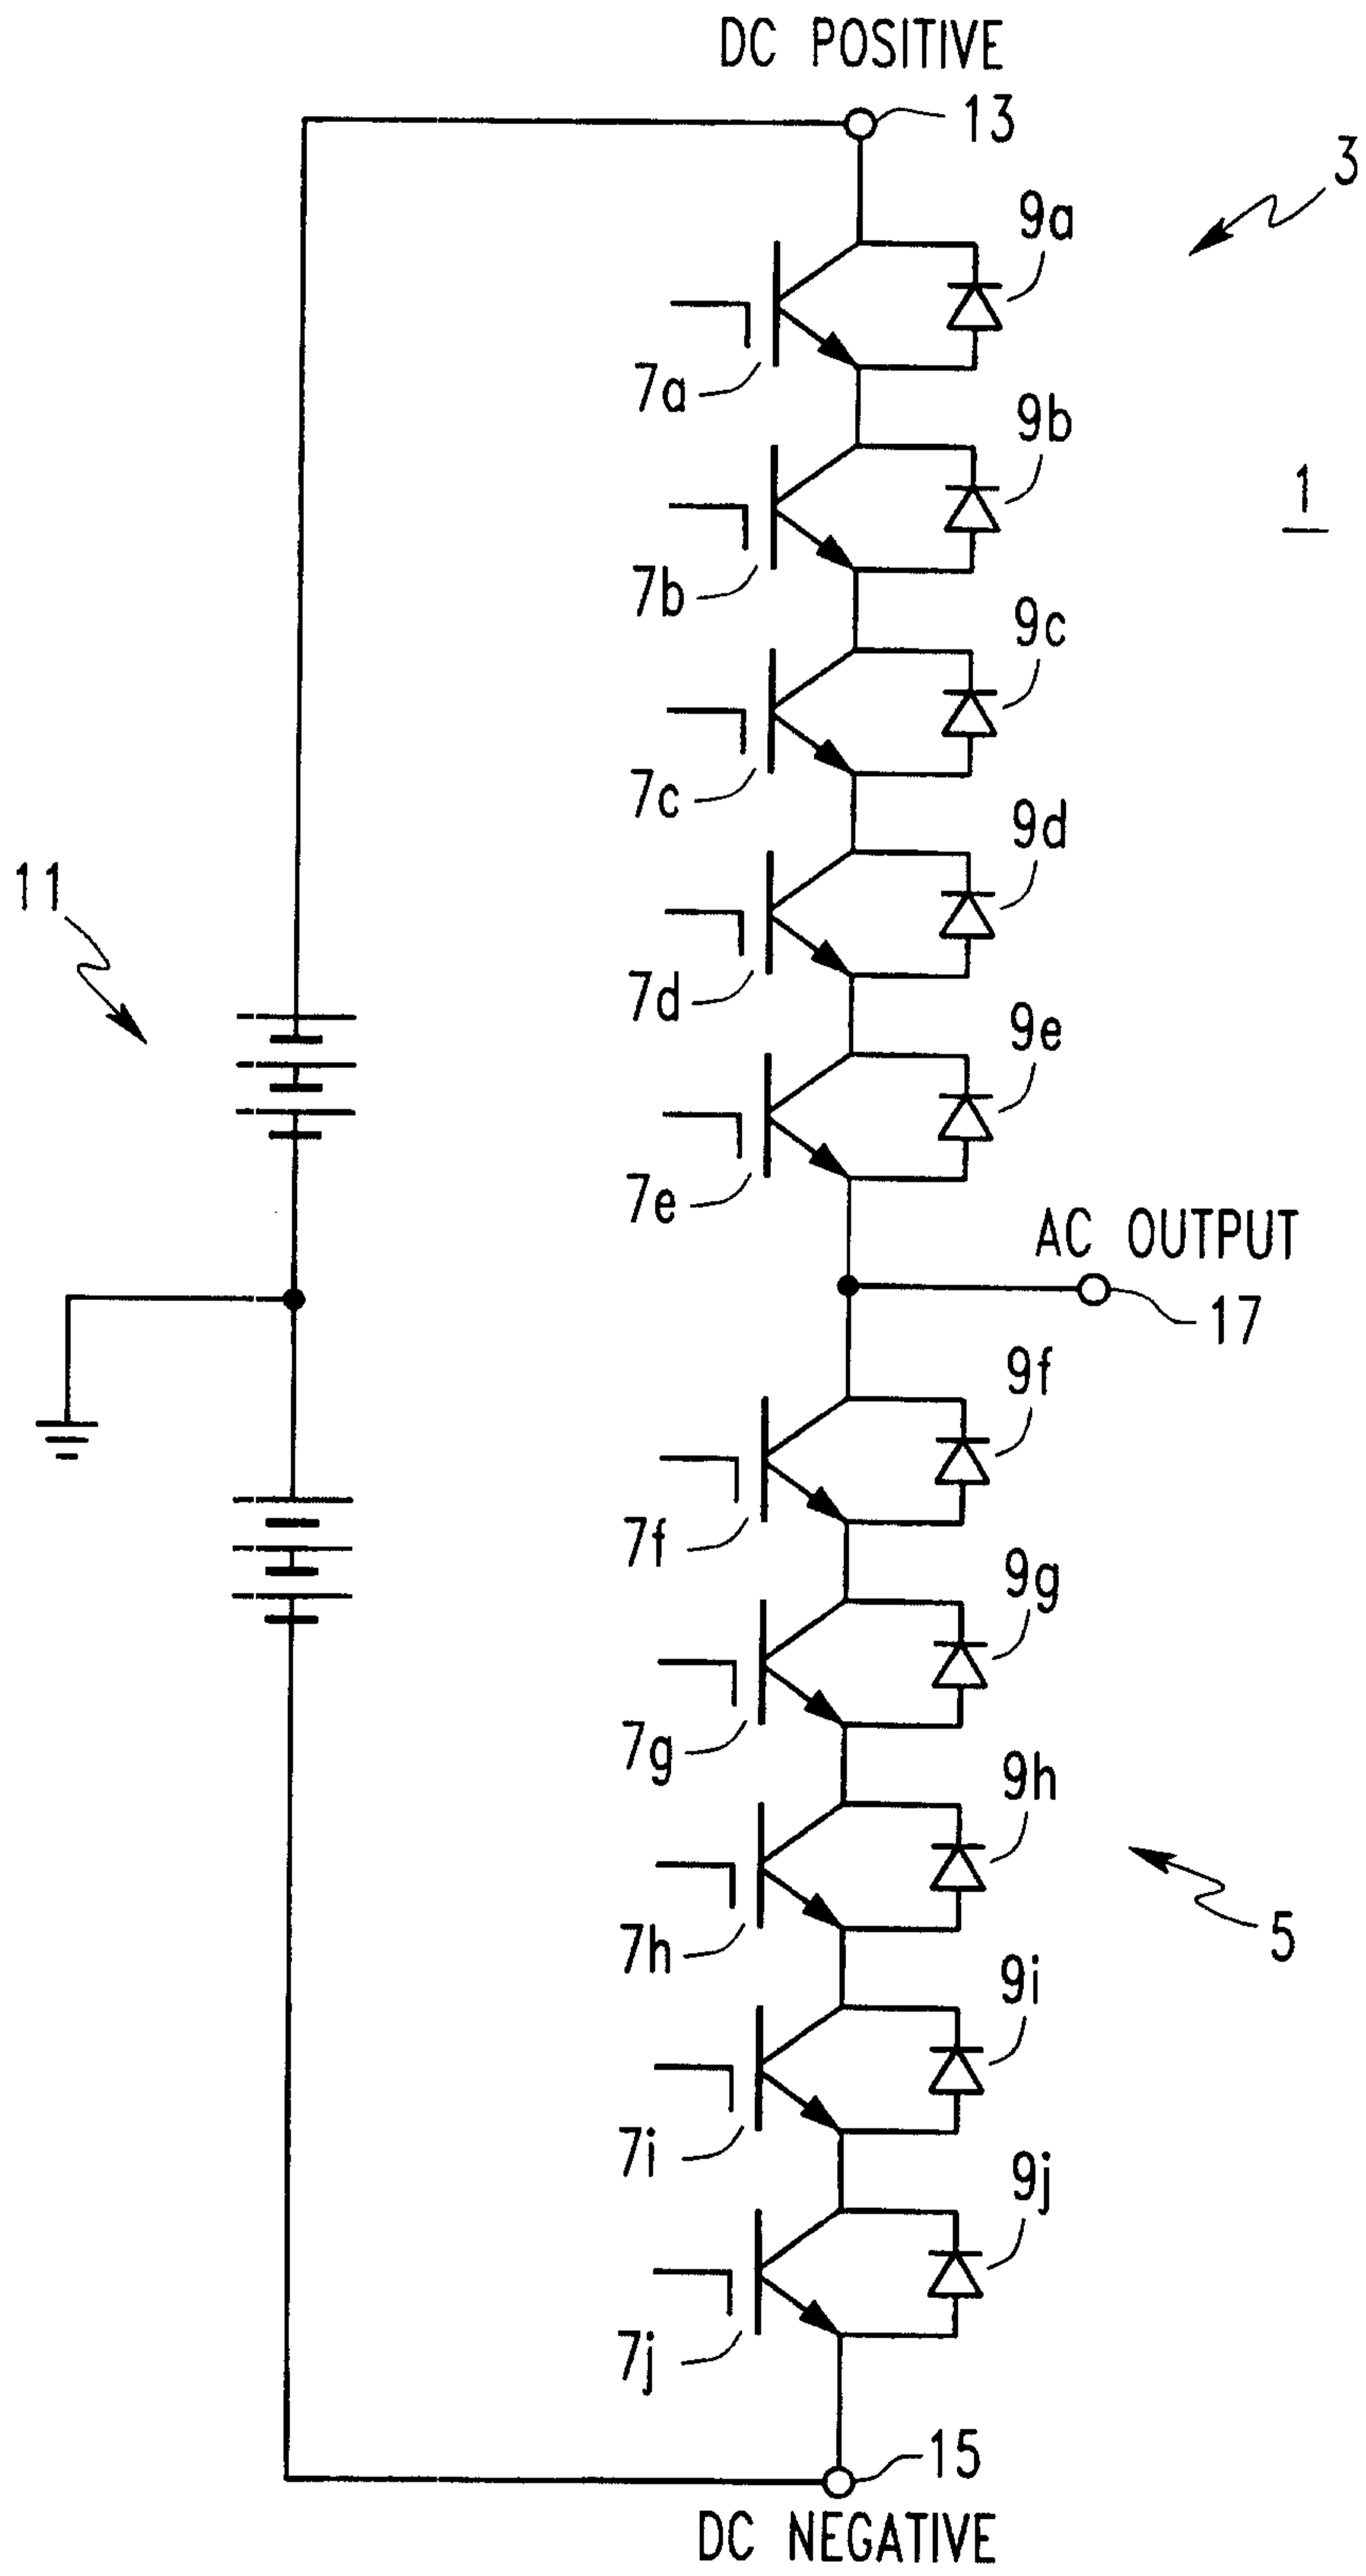 DC POSITIVE
13
3
9a
7a
9b
1
7b
9c
7c
9d
11
7d
9e
7e
AC OUTPUT
17
9f
7f
9g
7g
9h
5
7h
9i
7i
9j
7j
15
DC NEGATIVE